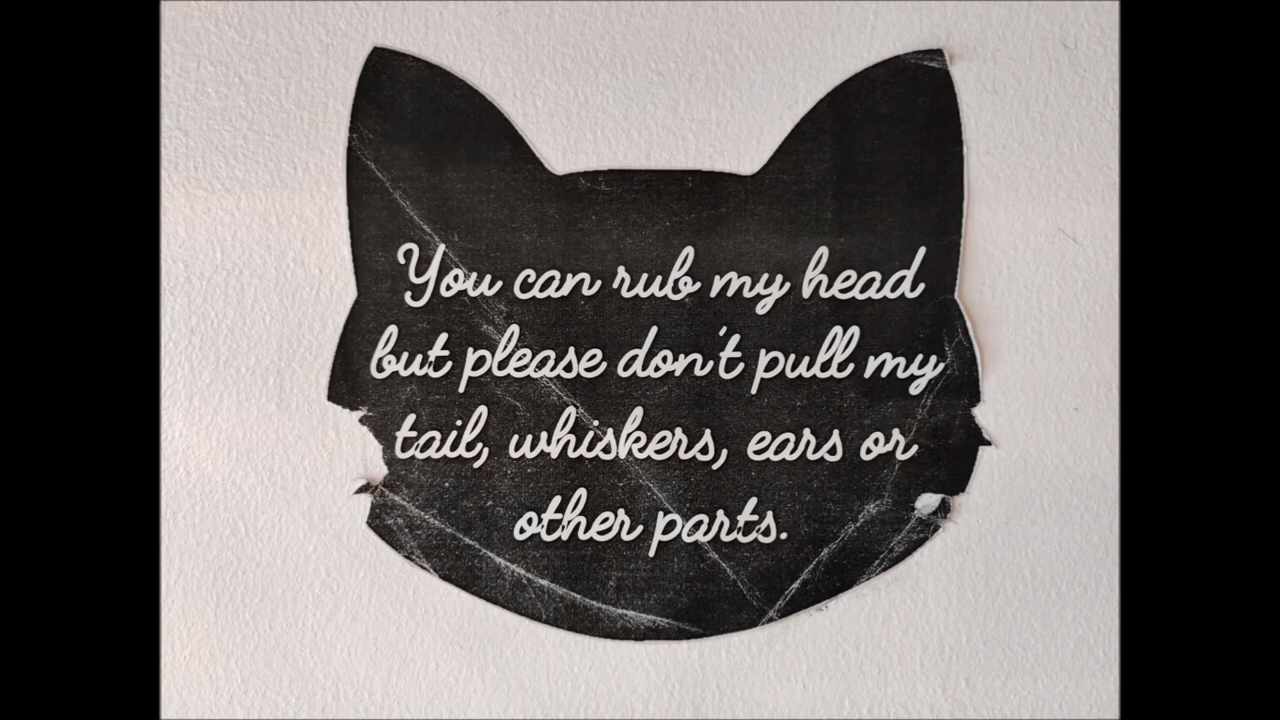 You can rub my head
but please don't pull my
tail, whiskers, ears or
other parts.